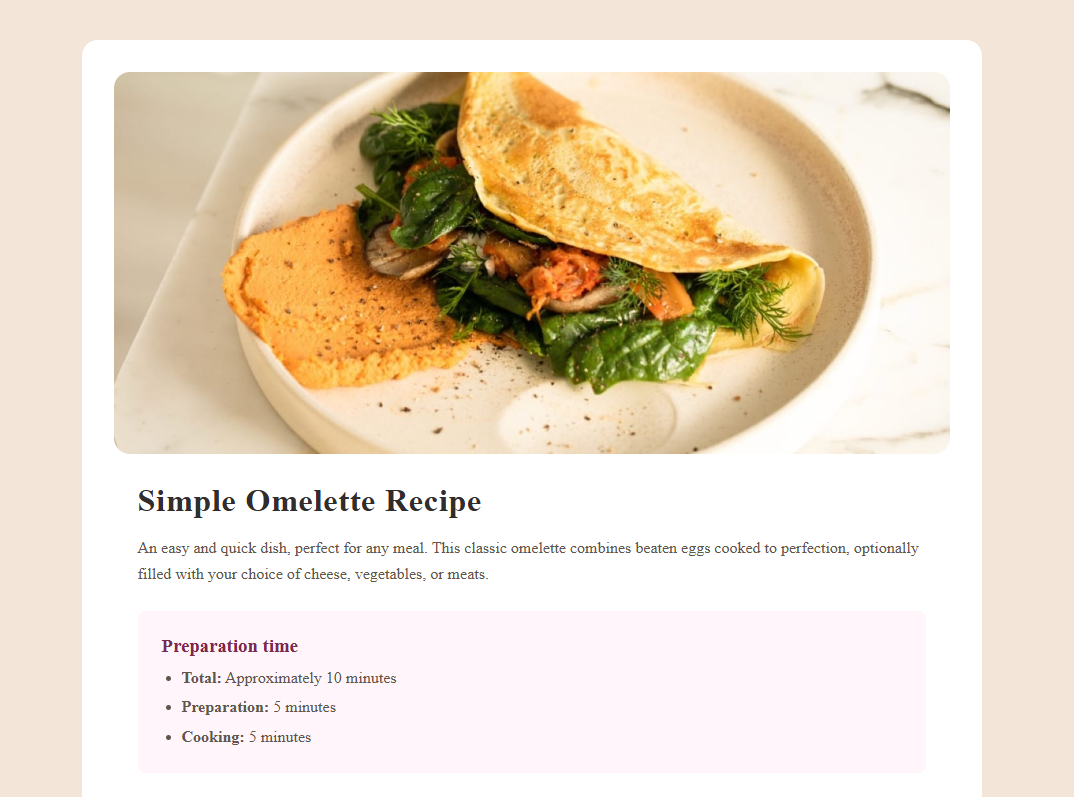 Simple Omelette Recipe
An easy and quick dish, perfect for any meal. This classic omelette combines beaten eggs cooked to perfection, optionally
filled with your choice of cheese, vegetables, or meats.
Preparation time
• Total: Approximately 10 minutes
• Preparation: 5 minutes
• Cooking: 5 minutes